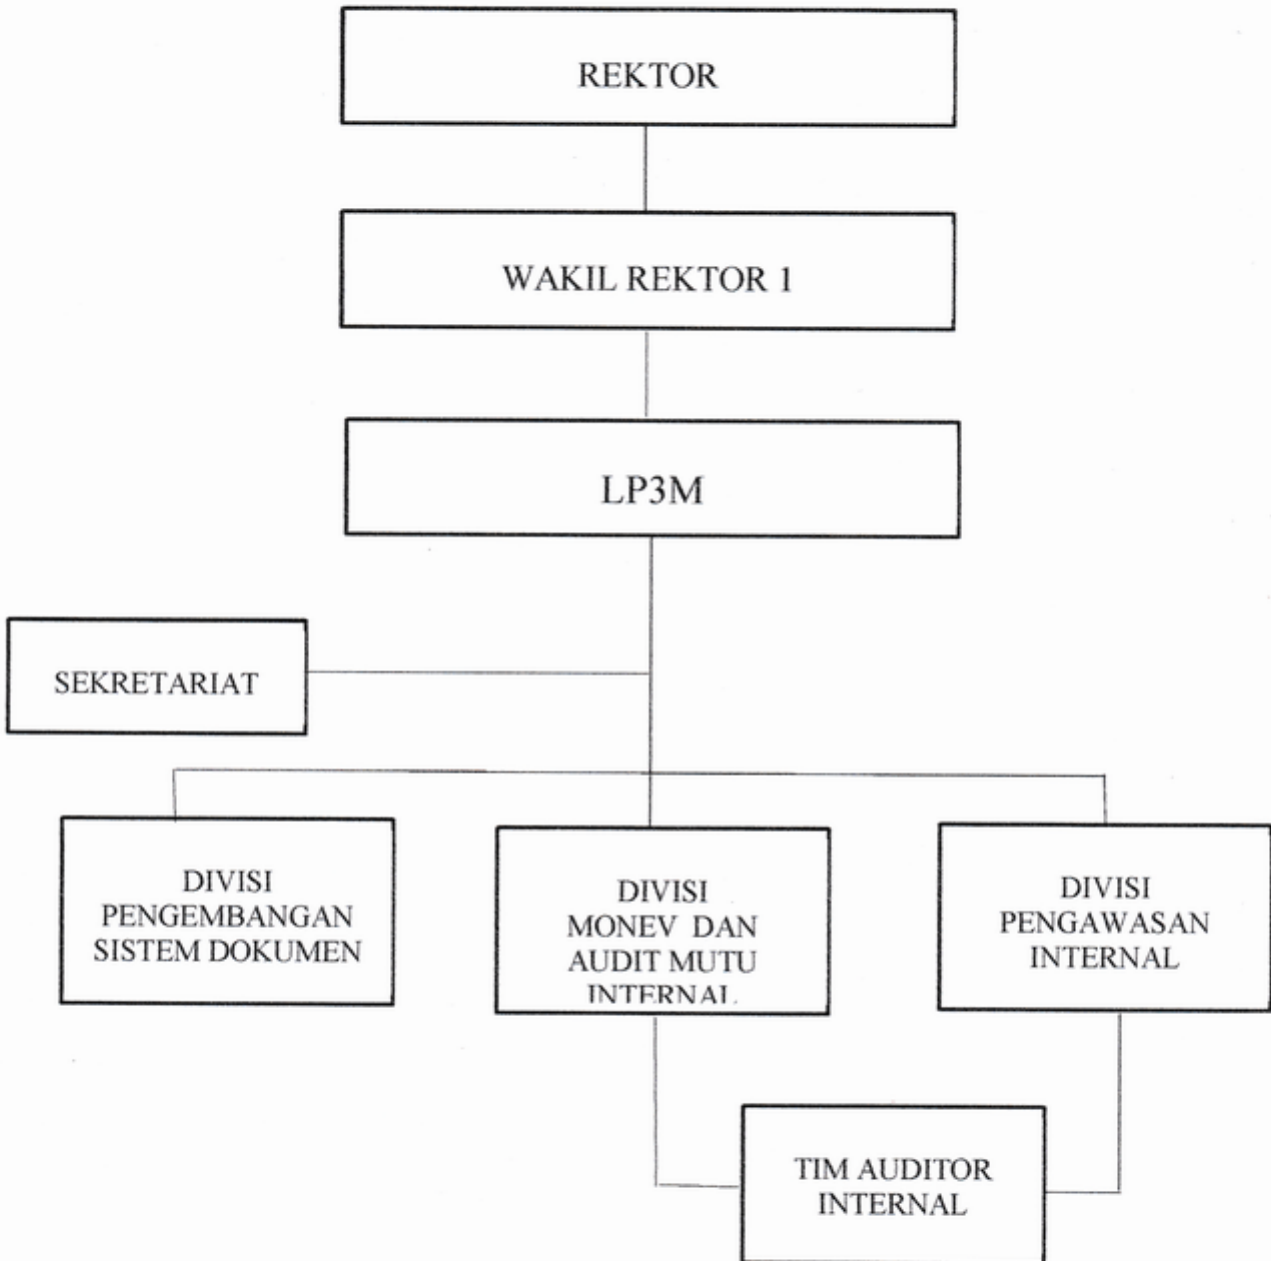 REKTOR
WAKIL REKTOR 1
LP3M
SEKRETARIAT
DIVISI
PENGEMBANGAN
SISTEM DOKUMEN
DIVISI
MONEV DAN
AUDIT MUTU
INTERNAL
DIVISI
PENGAWASAN
INTERNAL
TIM AUDITOR
INTERNAL